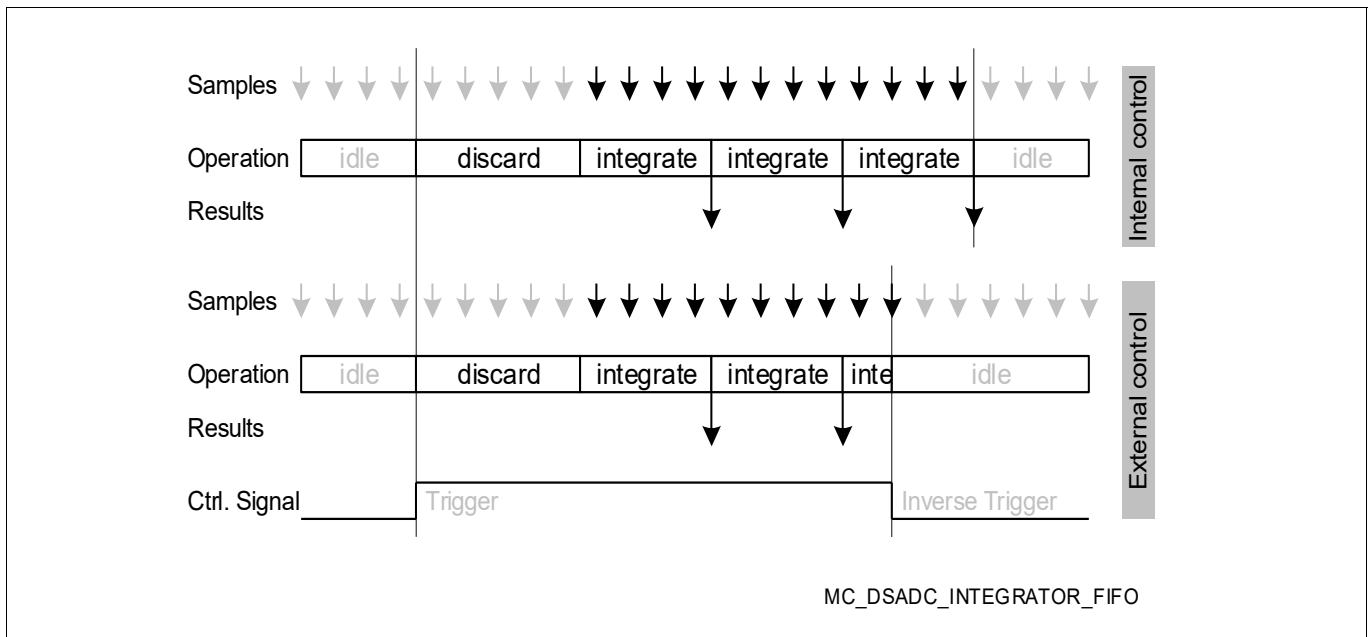 Samples
Operation idle discard integrate integrate integrate idle
Results
Internal control
Samples
Operation idle discard integrate integrate inte idle
Results
Ctrl. Signal Trigger Inverse Trigger
External control
MC_DSADC_INTEGRATOR_FIFO